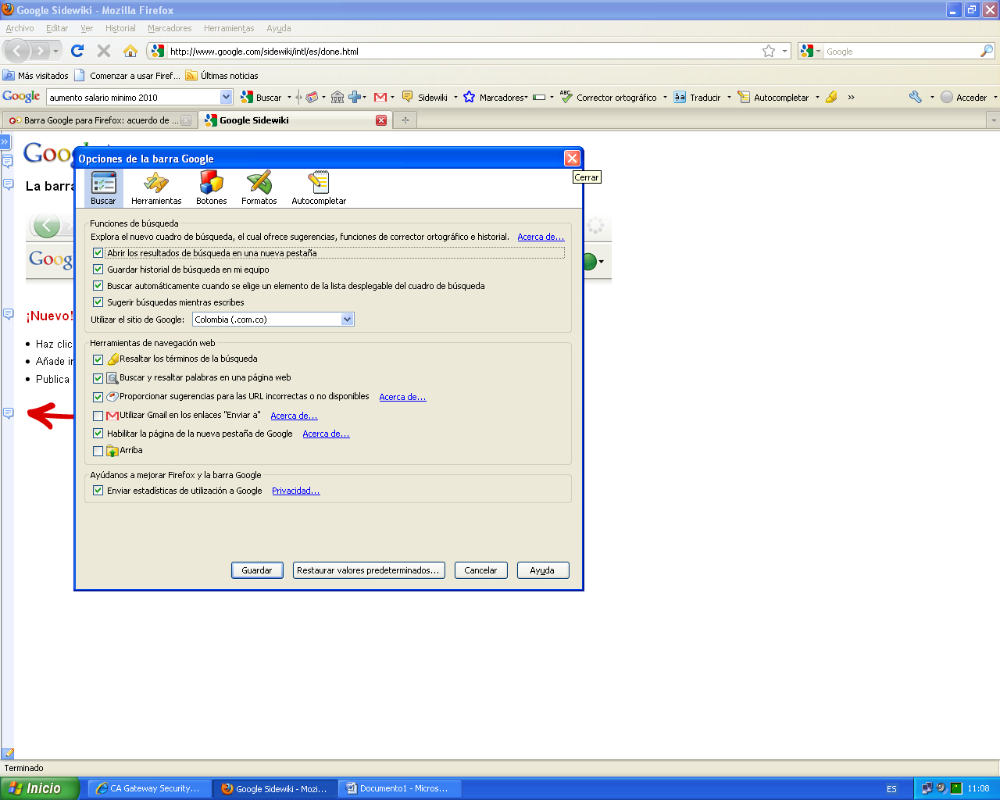 Google Sidewiki - Mozilla Firefox
Archivo Editar Ver Historial Marcadores Herramientas Ayuda
http://www.google.com/sidewiki/intl/es/done.html
Google
Más visitados Comenzar a usar Firef... Últimas noticias
Google aumento salario minimo 2010 Buscar Sidewiki Marcadores ABC Corrector ortográfico Traducir Autocompletar » Acceder
Barra Google para Firefox: acuerdo de ... Google Sidewiki
Goo
Opciones de la barra Google
Cerrar
La barra
Buscar Herramientas Botones Formatos Autocompletar
Funciones de búsqueda
Explora el nuevo cuadro de búsqueda, el cual ofrece sugerencias, funciones de corrector ortográfico e historial. Acerca de...
Abrir los resultados de búsqueda en una nueva pestaña
Goog
Guardar historial de búsqueda en mi equipo
Buscar automáticamente cuando se elige un elemento de la lista desplegable del cuadro de búsqueda
Sugerir búsquedas mientras escribes
Utilizar el sitio de Google: Colombia (.com.co)
¡Nuevo!
Haz clic
Añade in
Publica
Herramientas de navegación web
Resaltar los términos de la búsqueda
Buscar y resaltar palabras en una página web
Proporcionar sugerencias para las URL incorrectas o no disponibles Acerca de...
Utilizar Gmail en los enlaces "Enviar a" Acerca de...
Habilitar la página de la nueva pestaña de Google Acerca de...
Arriba
Ayúdanos a mejorar Firefox y la barra Google
Enviar estadísticas de utilización a Google Privacidad...
Guardar Restaurar valores predeterminados... Cancelar Ayuda
Terminado
Inicio CA Gateway Security... Google Sidewiki - Mozi... Documento1 - Micros... ES 11:08